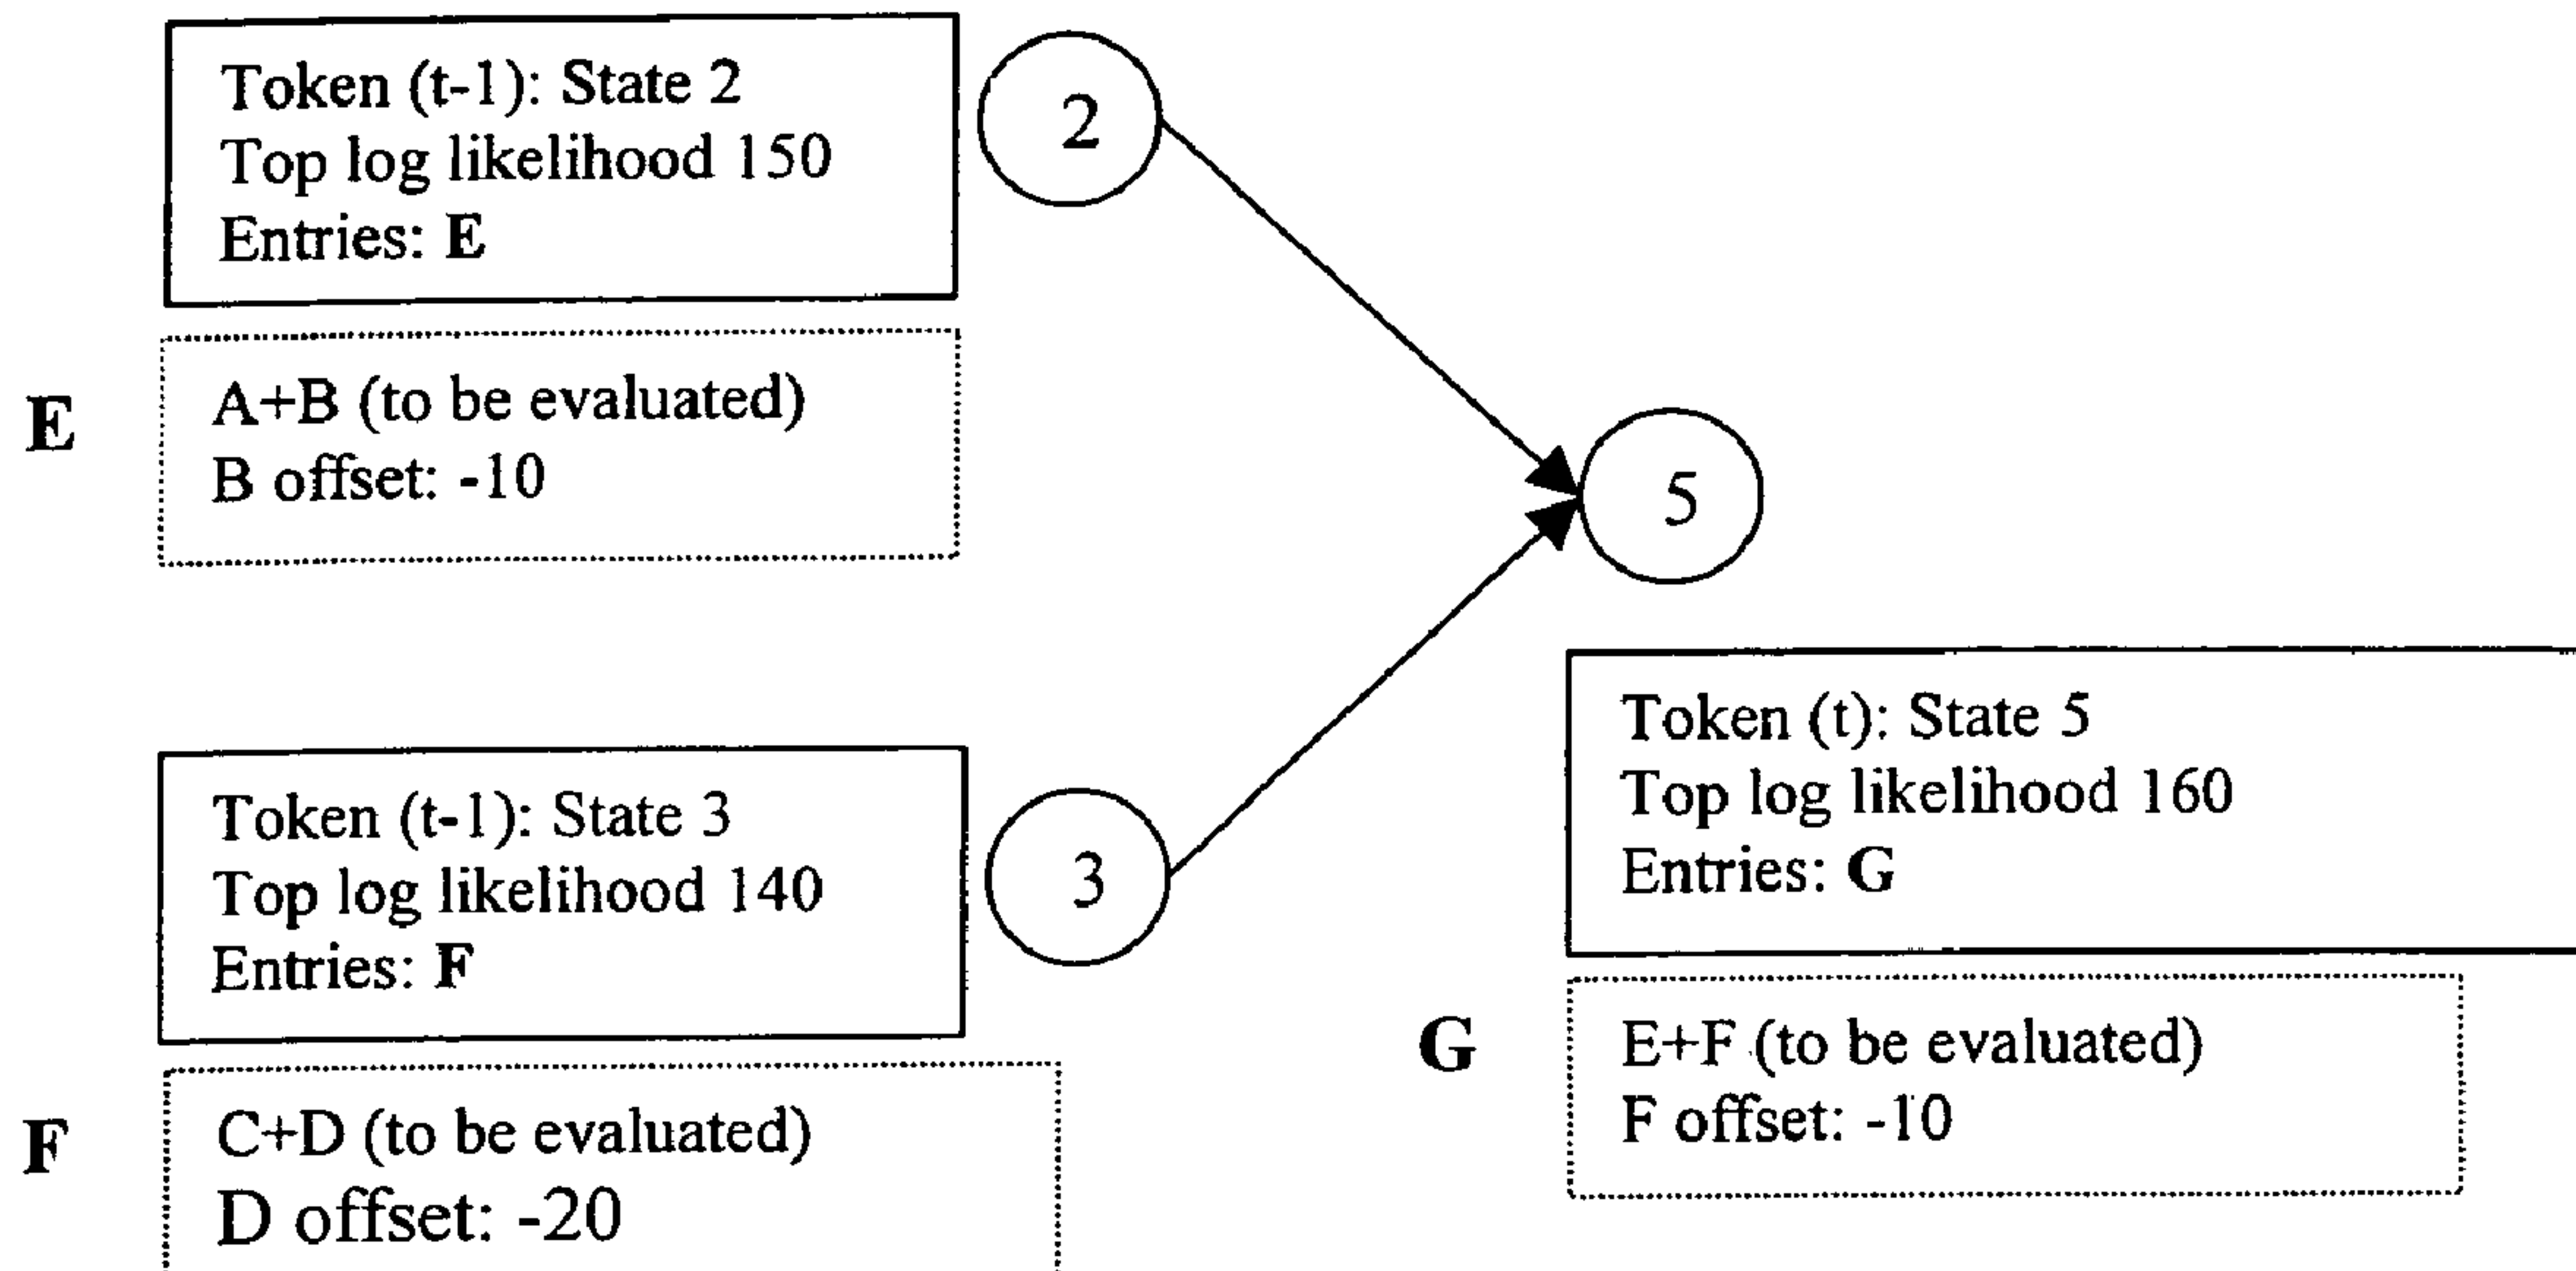 Token (t-1): State 2
Top log likelihood 150
Entries: E
2
E
A+B (to be evaluated)
B offset: -10
5
Token (t-1): State 3
Top log likelihood 140
Entries: F
3
Token (t): State 5
Top log likelihood 160
Entries: G
F
C+D (to be evaluated)
D offset: -20
G
E+F (to be evaluated)
F offset: -10